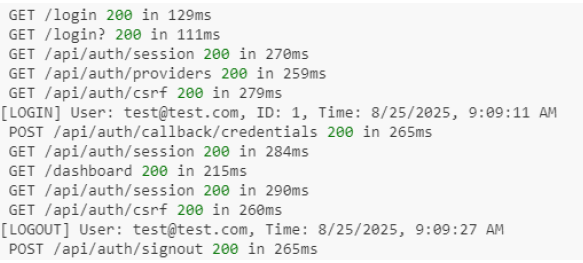 GET /login 200 in 129ms
GET /login? 200 in 111ms
GET /api/auth/session 200 in 270ms
GET /api/auth/providers 200 in 259ms
GET /api/auth/csrf 200 in 279ms
[LOGIN] User: test@test.com, ID: 1, Time: 8/25/2025, 9:09:11 AM
POST /api/auth/callback/credentials 200 in 265ms
GET /api/auth/session 200 in 284ms
GET /dashboard 200 in 215ms
GET /api/auth/session 200 in 290ms
GET /api/auth/csrf 200 in 260ms
[LOGOUT] User: test@test.com, Time: 8/25/2025, 9:09:27 AM
POST /api/auth/signout 200 in 265ms